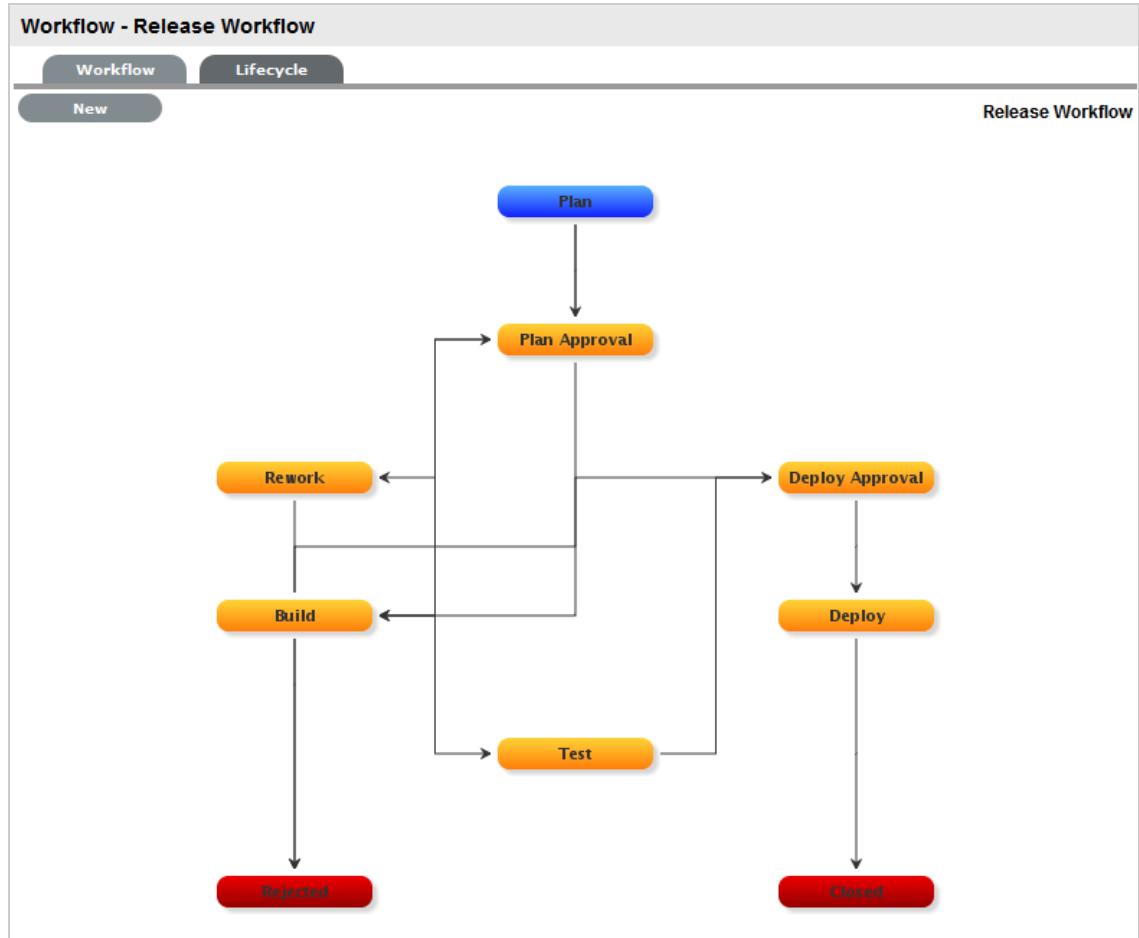 Workflow - Release Workflow
Workflow Lifecycle
New
Release Workflow
Plan
Plan Approval
Rework Deploy Approval
Build Deploy
Test
Rejected Closed